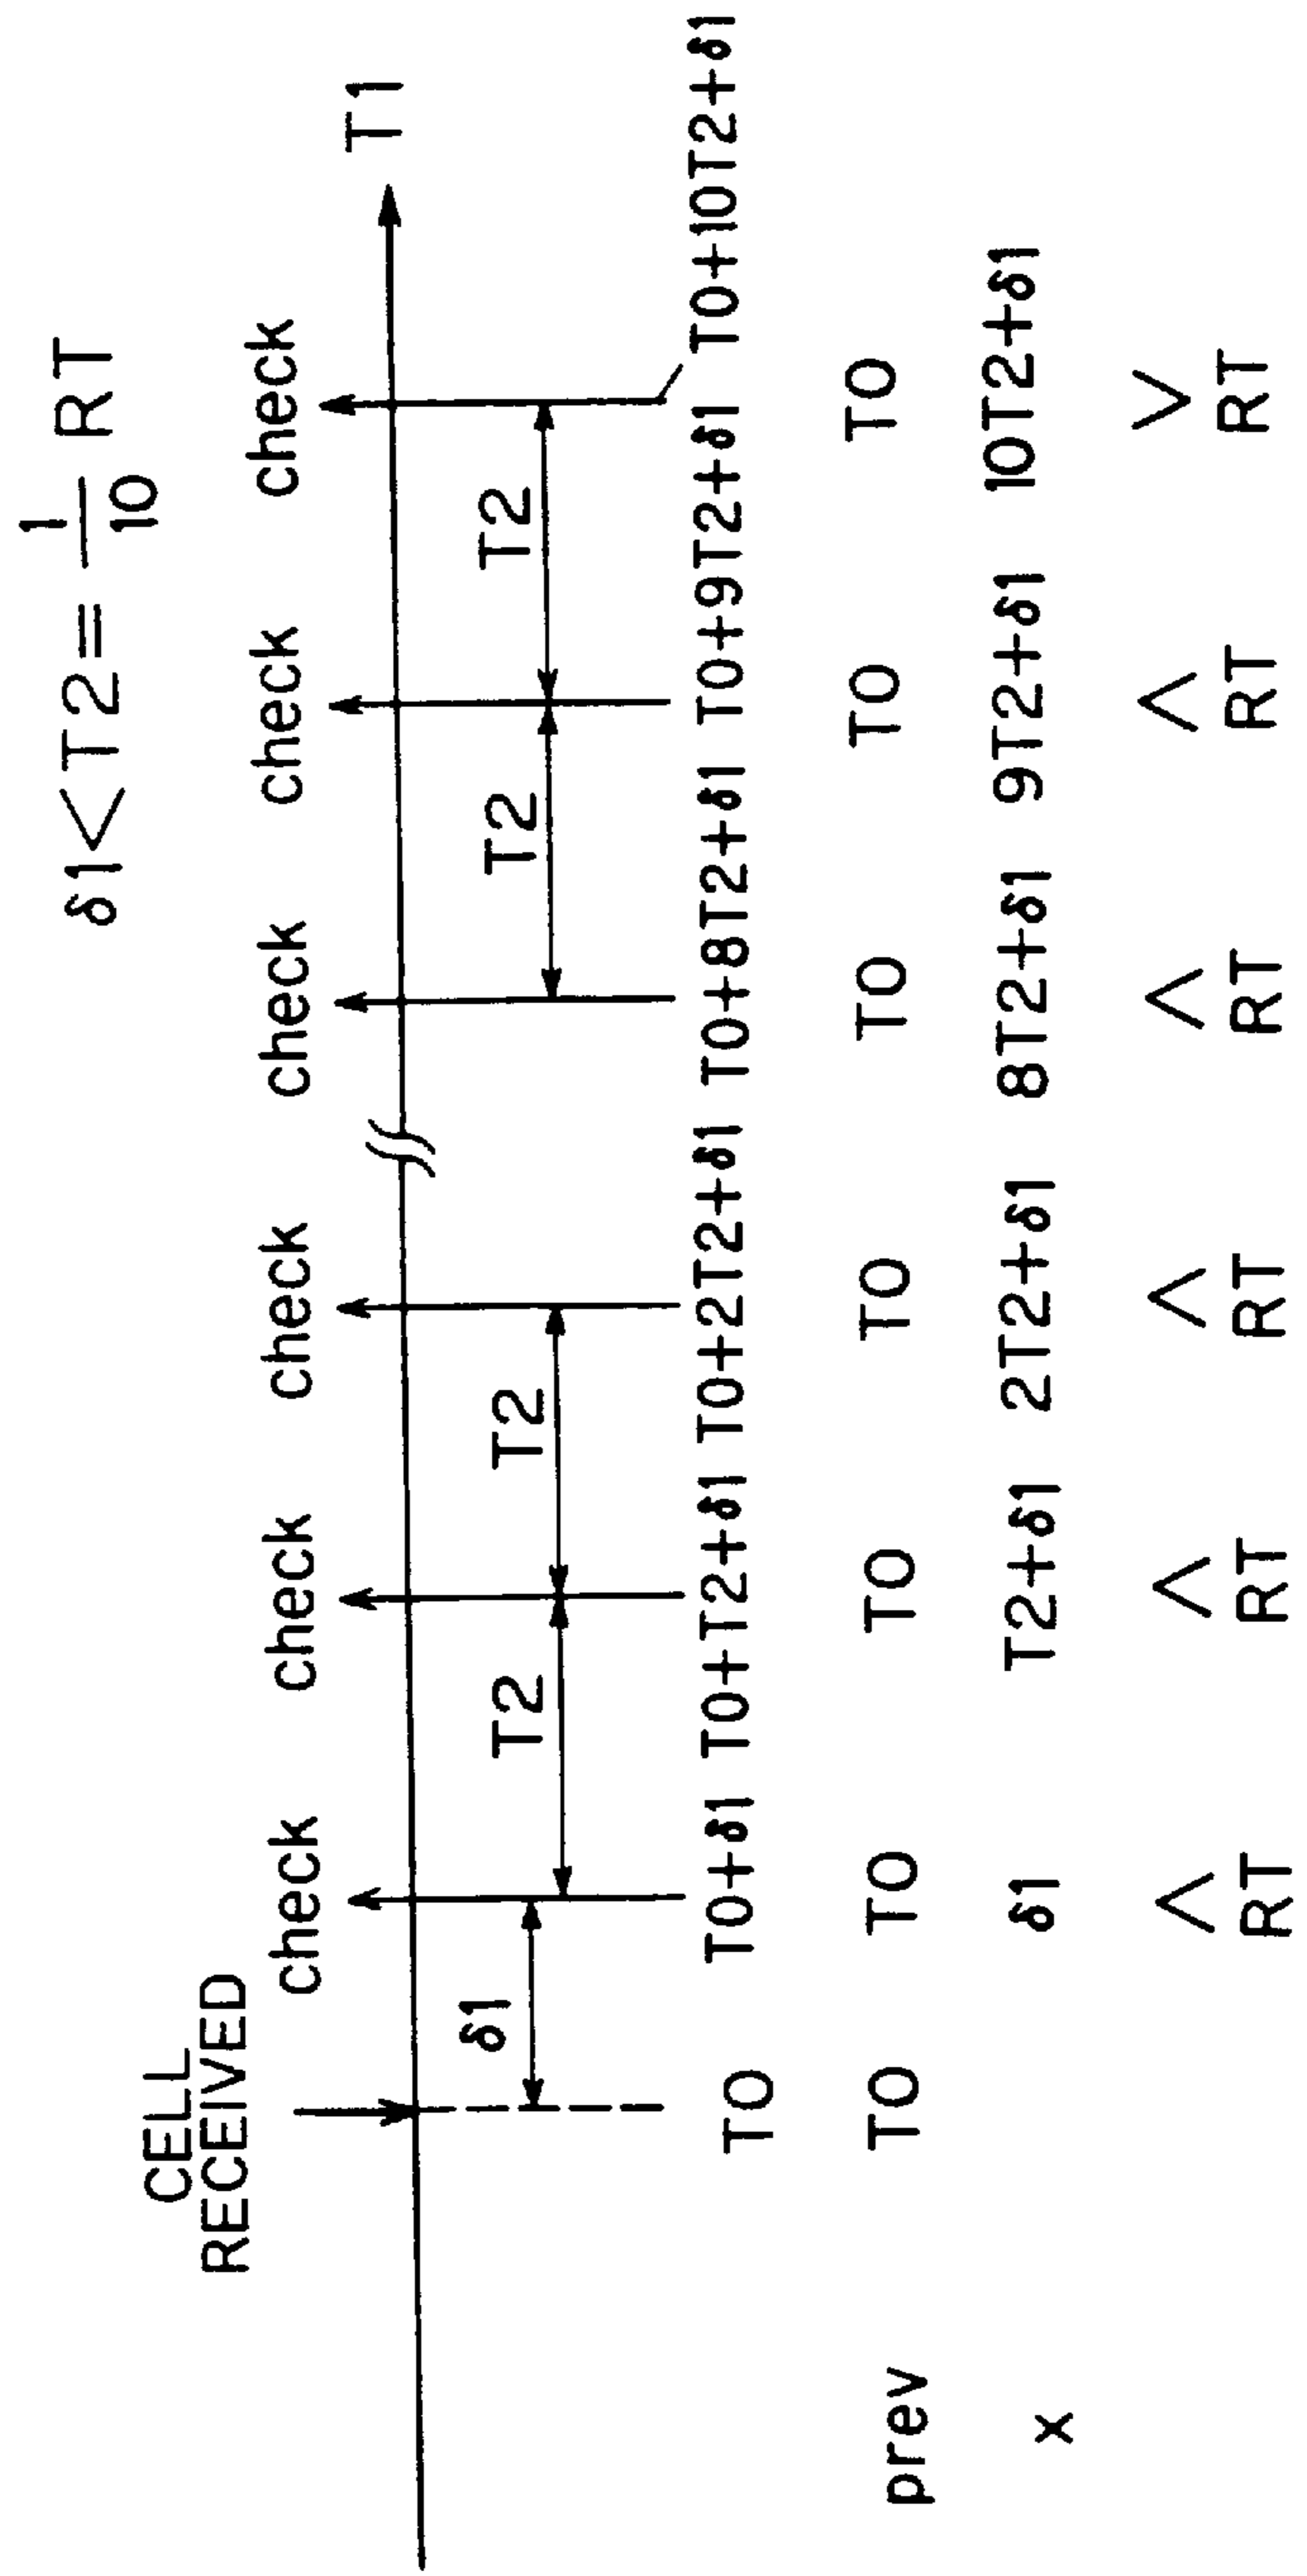 δ1<T2=1/10 RT
CELL
RECEIVED
check check check check check check
T1
δ1 T2 T2 T2 T2
T0 T0+δ1 T0+T2+δ1 T0+2T2+δ1 T0+8T2+δ1 T0+9T2+δ1 T0+10T2+δ1
prev T0 T0 T0 T0 T0 T0 T0
x δ1 T2+δ1 2T2+δ1 8T2+δ1 9T2+δ1 10T2+δ1
< < < < < >
RT RT RT RT RT RT